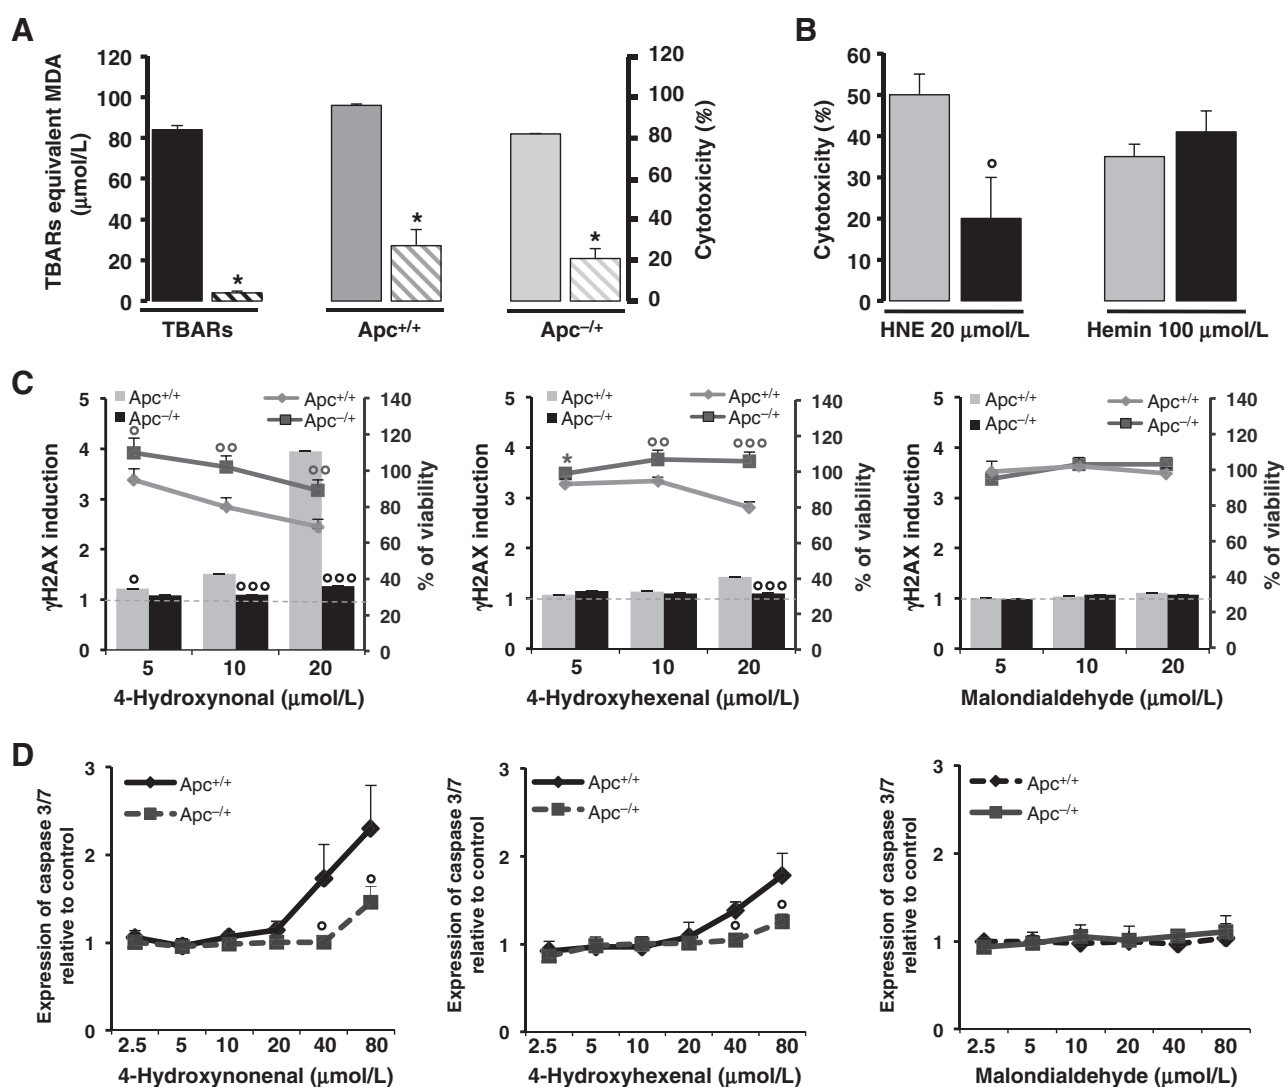 A
TBARs equivalent MDA
(μmol/L)
120
100
80
60
40
20
0
*
*
*
TBARs
Apc+/+
Apc–/+
120
100
80
60
40
20
0
Cytotoxicity (%)
B
Cytotoxicity (%)
60
50
40
30
20
10
0
HNE 20 μmol/L
Hemin 100 μmol/L
C
γH2AX induction
5
4
3
2
1
0
Apc+/+
Apc–/+
Apc+/+
Apc–/+
140
120
100
80
60
40
20
0
% of viability
5 10 20
4-Hydroxynonal (μmol/L)
γH2AX induction
5
4
3
2
1
0
Apc+/+
Apc–/+
Apc+/+
Apc–/+
*
140
120
100
80
60
40
20
0
% of viability
5 10 20
4-Hydroxyhexenal (μmol/L)
γH2AX induction
5
4
3
2
1
0
Apc+/+
Apc–/+
Apc+/+
Apc–/+
140
120
100
80
60
40
20
0
% of viability
5 10 20
Malondialdehyde (μmol/L)
D
Expression of caspase 3/7
relative to control
3
2
1
0
Apc+/+
Apc–/+
2.5 5 10 20 40 80
4-Hydroxynonenal (μmol/L)
Expression of caspase 3/7
relative to control
3
2
1
0
Apc+/+
Apc–/+
2.5 5 10 20 40 80
4-Hydroxyhexenal (μmol/L)
Expression of caspase 3/7
relative to control
3
2
1
0
Apc+/+
Apc–/+
2.5 5 10 20 40 80
Malondialdehyde (μmol/L)